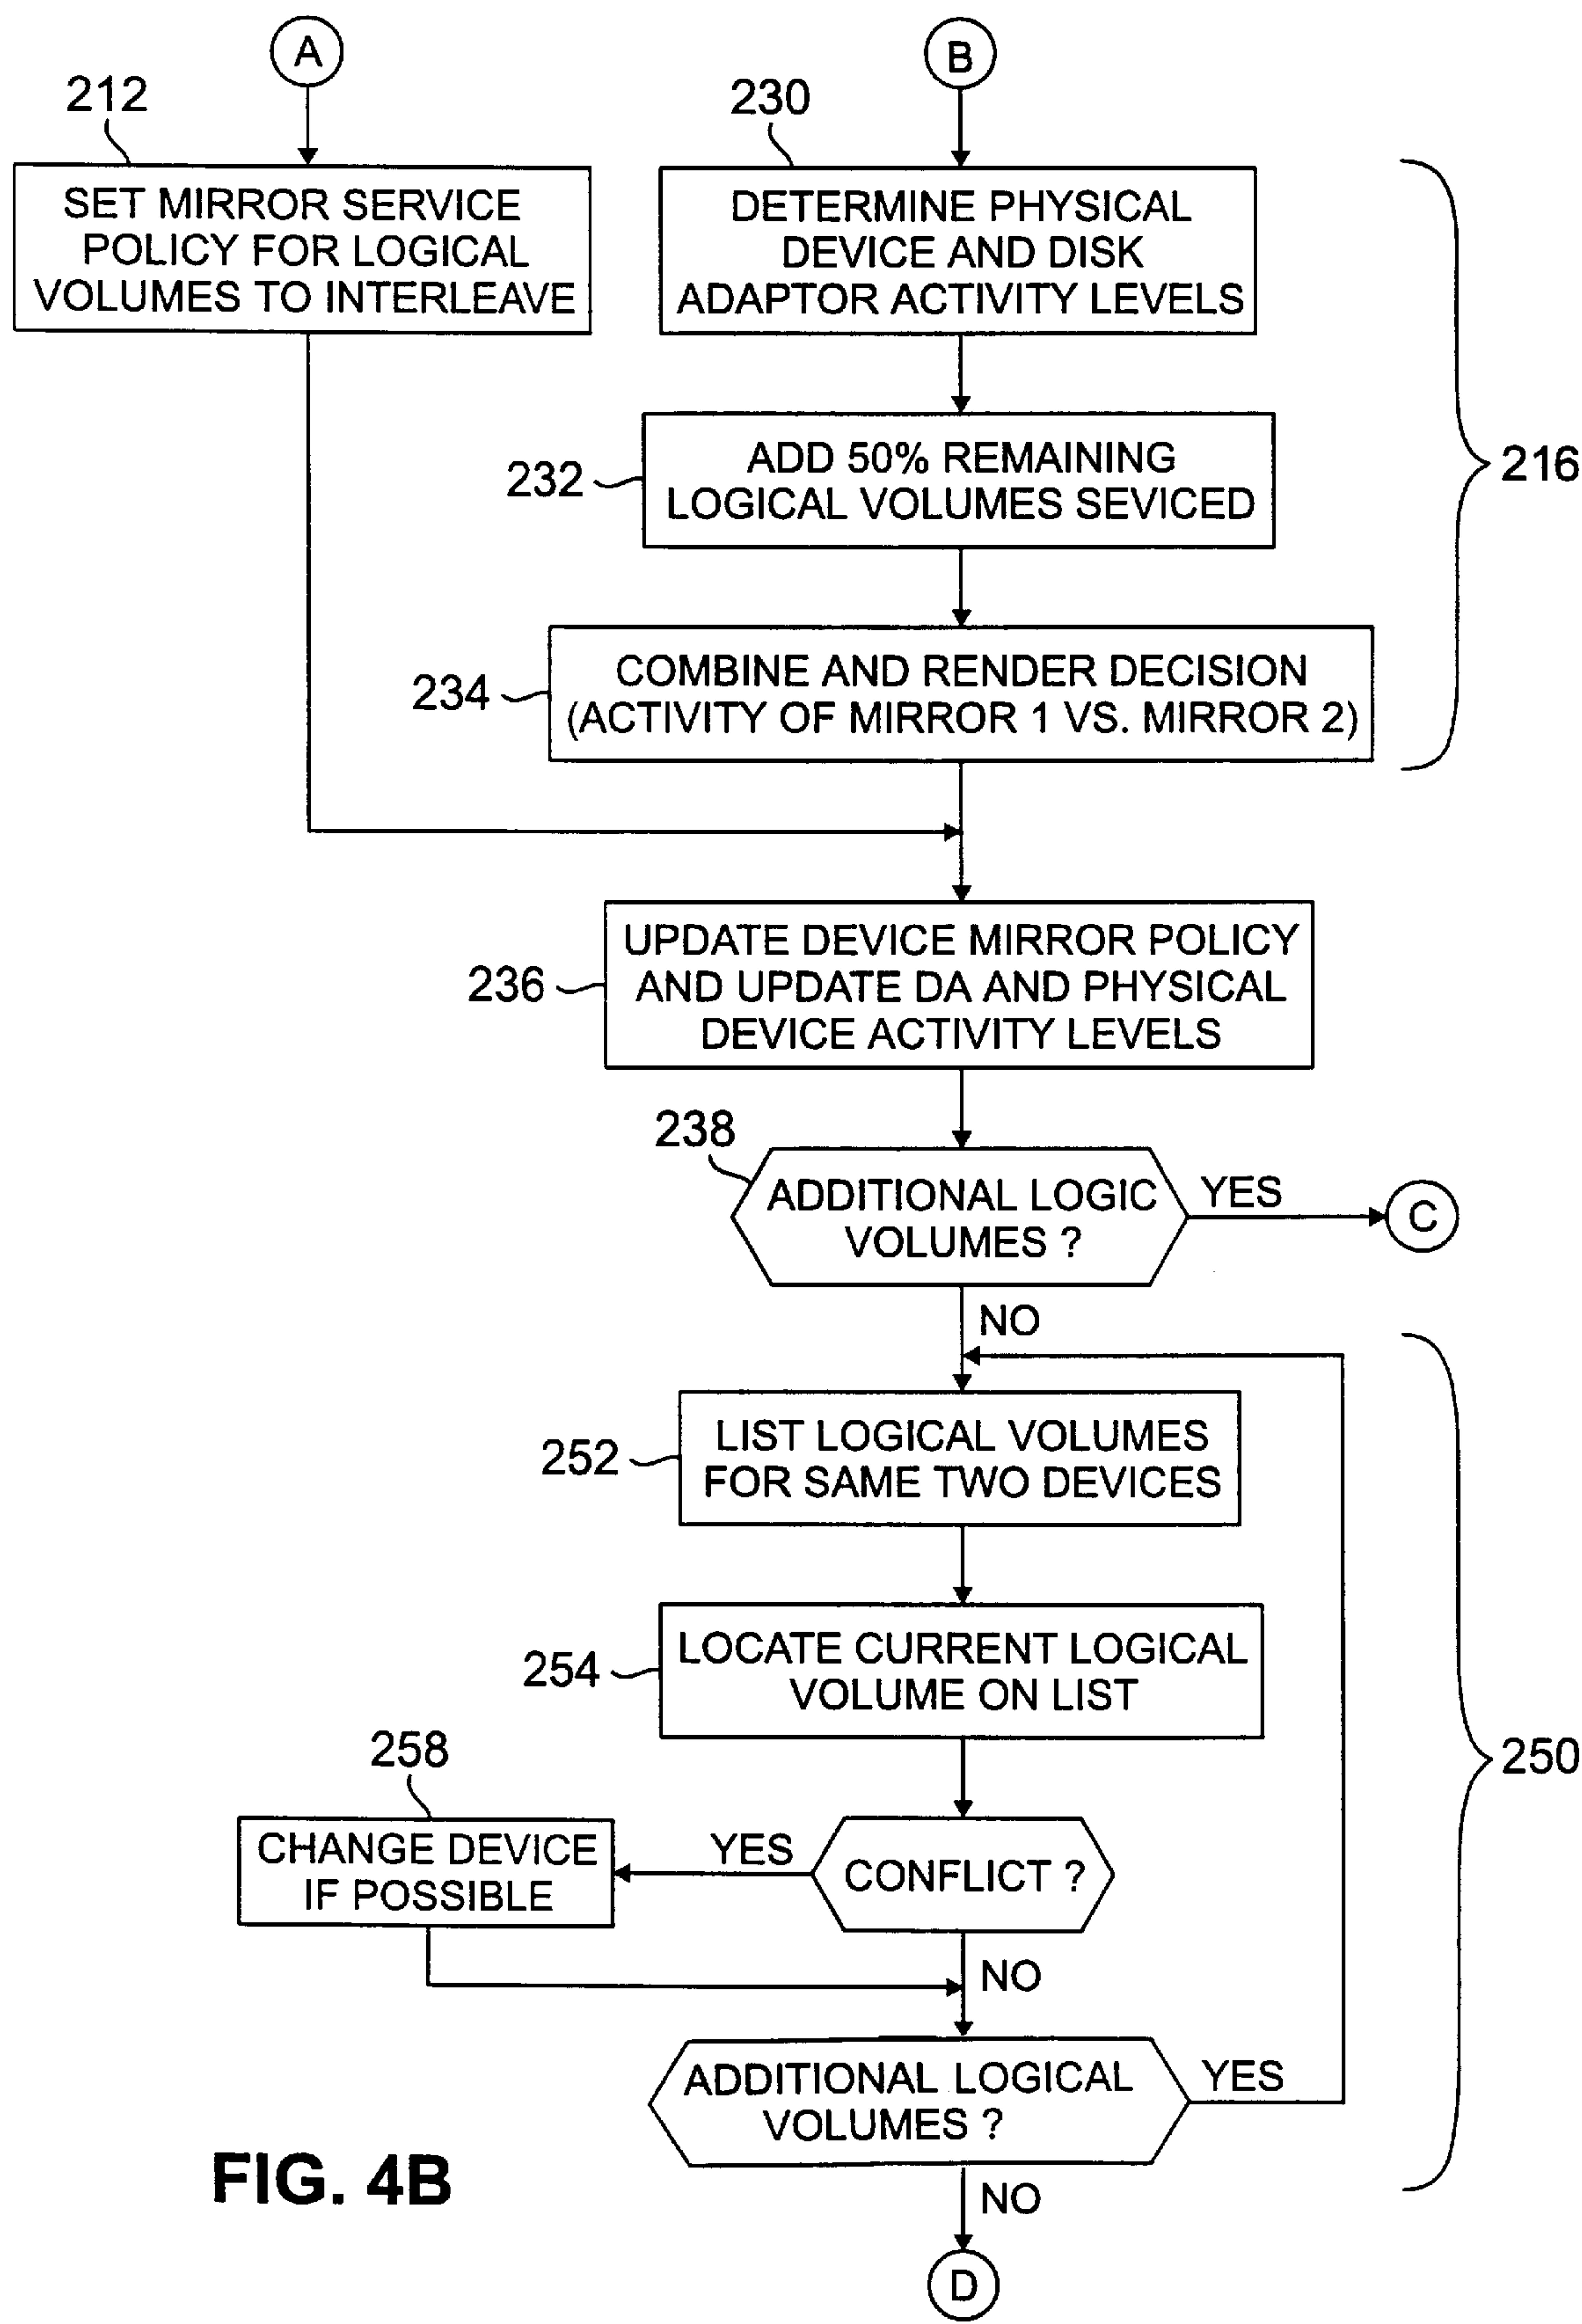 A
B
212
230
SET MIRROR SERVICE
POLICY FOR LOGICAL
VOLUMES TO INTERLEAVE
DETERMINE PHYSICAL
DEVICE AND DISK
ADAPTOR ACTIVITY LEVELS
232
ADD 50% REMAINING
LOGICAL VOLUMES SEVICED
216
234
COMBINE AND RENDER DECISION
(ACTIVITY OF MIRROR 1 VS. MIRROR 2)
236
UPDATE DEVICE MIRROR POLICY
AND UPDATE DA AND PHYSICAL
DEVICE ACTIVITY LEVELS
238
ADDITIONAL LOGIC
VOLUMES ?
YES
C
NO
252
LIST LOGICAL VOLUMES
FOR SAME TWO DEVICES
254
LOCATE CURRENT LOGICAL
VOLUME ON LIST
250
258
CHANGE DEVICE
IF POSSIBLE
YES
CONFLICT ?
NO
ADDITIONAL LOGICAL
VOLUMES ?
YES
NO
FIG. 4B
D